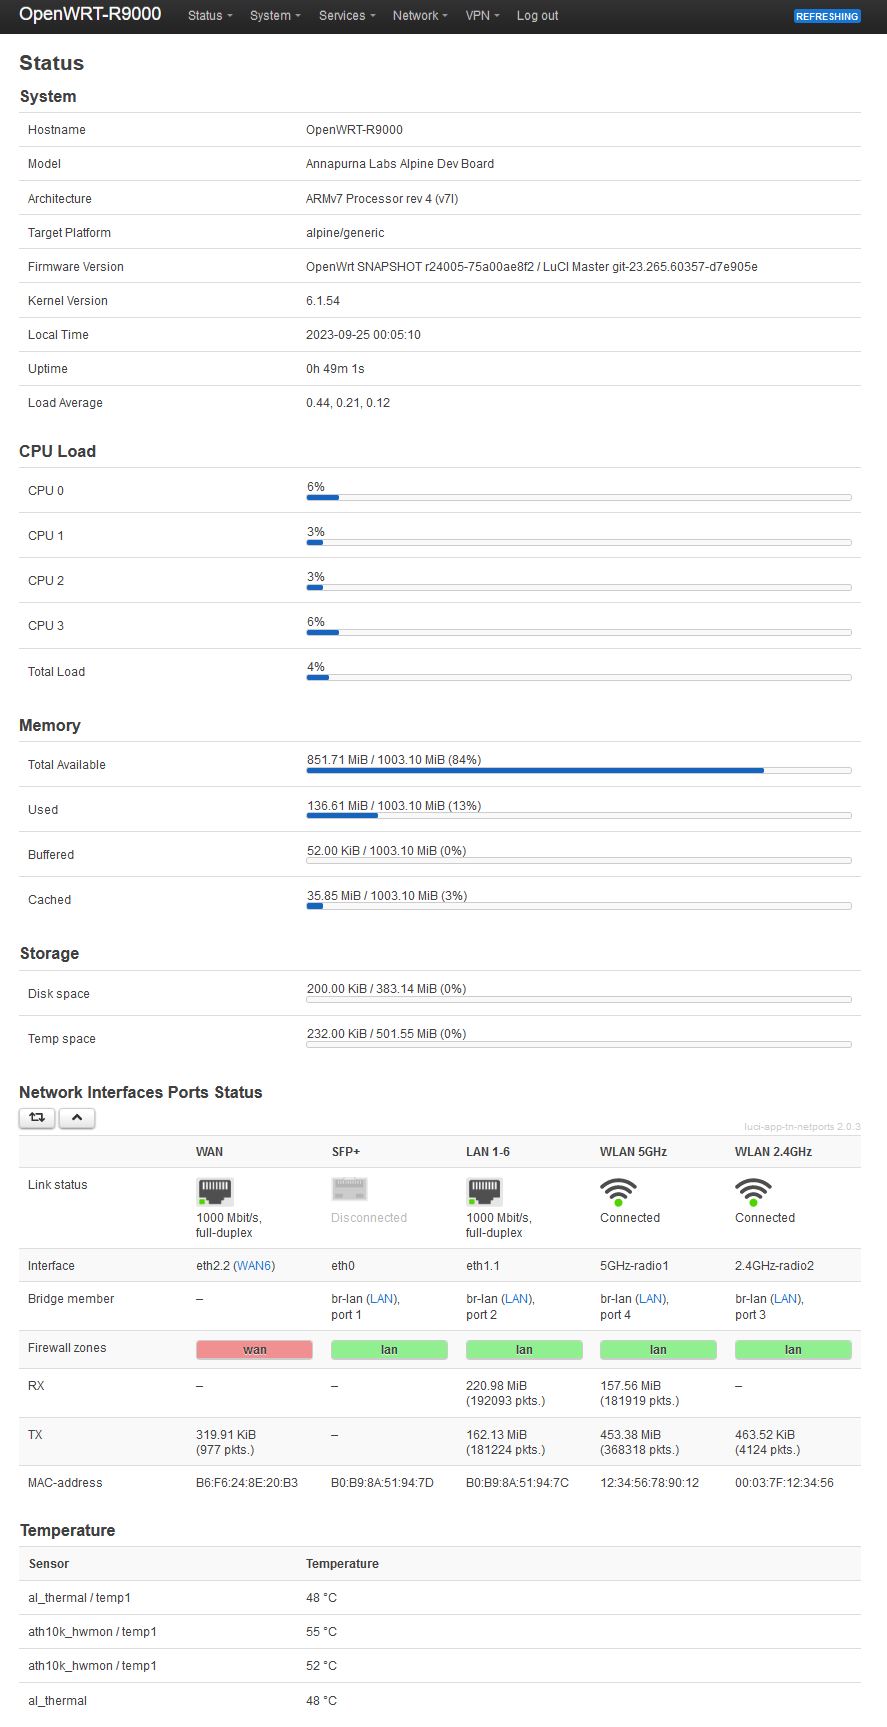 OpenWRT-R9000 Status System Services Network VPN Log out REFRESHING
Status
System
Hostname OpenWRT-R9000
Model Annapurna Labs Alpine Dev Board
Architecture ARMv7 Processor rev 4 (v7l)
Target Platform alpine/generic
Firmware Version OpenWrt SNAPSHOT r24005-75a00ae8f2 / LuCI Master git-23.265.60357-d7e905e
Kernel Version 6.1.54
Local Time 2023-09-25 00:05:10
Uptime 0h 49m 1s
Load Average 0.44, 0.21, 0.12
CPU Load
CPU 0 6%
CPU 1 3%
CPU 2 3%
CPU 3 6%
Total Load 4%
Memory
Total Available 851.71 MiB / 1003.10 MiB (84%)
Used 136.61 MiB / 1003.10 MiB (13%)
Buffered 52.00 KiB / 1003.10 MiB (0%)
Cached 35.85 MiB / 1003.10 MiB (3%)
Storage
Disk space 200.00 KiB / 383.14 MiB (0%)
Temp space 232.00 KiB / 501.55 MiB (0%)
Network Interfaces Ports Status
luci-app-tn-netports 2.0.3
WAN SFP+ LAN 1-6 WLAN 5GHz WLAN 2.4GHz
Link status
1000 Mbit/s, Disconnected 1000 Mbit/s, Connected Connected
full-duplex full-duplex
Interface eth2.2 (WAN6) eth0 eth1.1 5GHz-radio1 2.4GHz-radio2
Bridge member – br-lan (LAN), br-lan (LAN), br-lan (LAN), br-lan (LAN),
port 1 port 2 port 4 port 3
Firewall zones wan lan lan lan lan
RX – – 220.98 MiB 157.56 MiB –
(192093 pkts.) (181919 pkts.)
TX 319.91 KiB – 162.13 MiB 453.38 MiB 463.52 KiB
(977 pkts.) (181224 pkts.) (368318 pkts.) (4124 pkts.)
MAC-address B6:F6:24:8E:20:B3 B0:B9:8A:51:94:7D B0:B9:8A:51:94:7C 12:34:56:78:90:12 00:03:7F:12:34:56
Temperature
Sensor Temperature
al_thermal / temp1 48 °C
ath10k_hwmon / temp1 55 °C
ath10k_hwmon / temp1 52 °C
al_thermal 48 °C